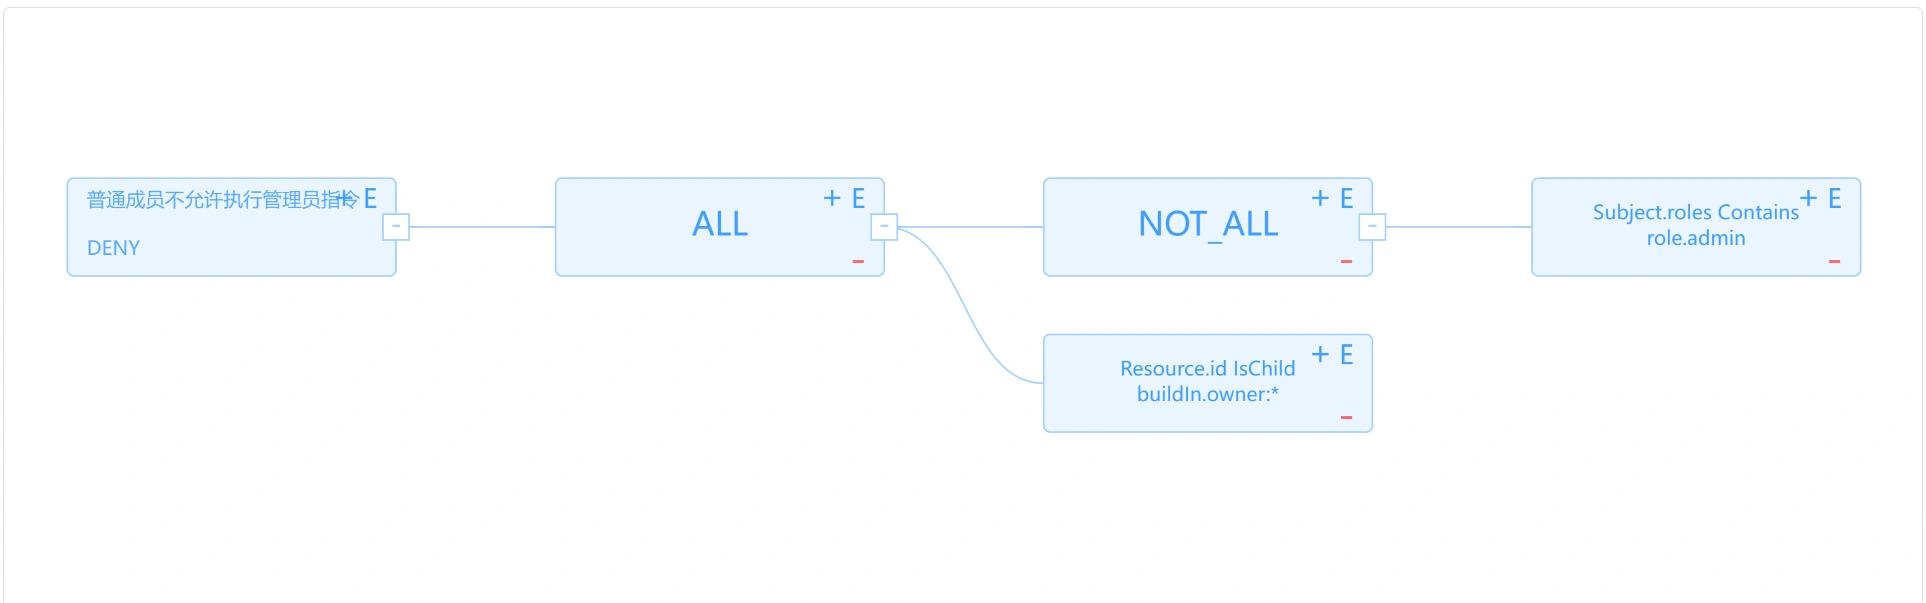 普通成员不允许执行管理员指令
+ E
DENY
-
ALL
+ E
-
-
NOT_ALL
+ E
-
-
Subject.roles Contains
role.admin
+ E
-
Resource.id IsChild
buildIn.owner:*
+ E
-